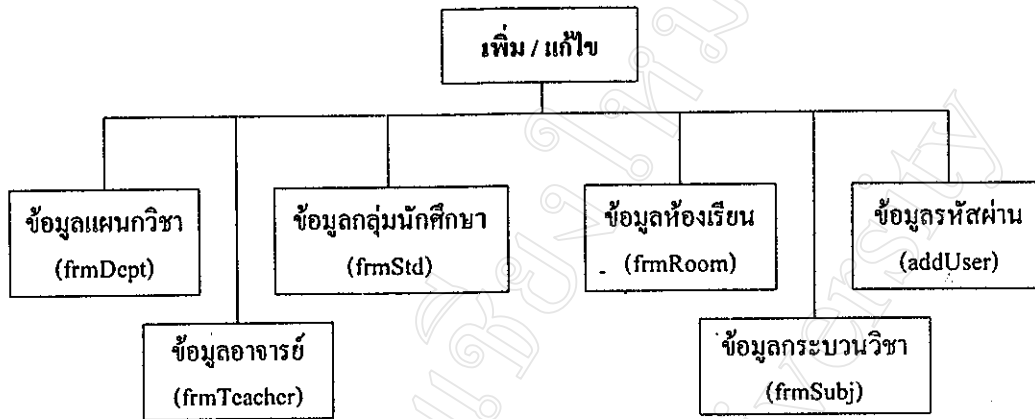 เพิ่ม / แก้ไข
ข้อมูลแผนกวิชา
(frmDept)
ข้อมูลกลุ่มนักศึกษา
(frmStd)
ข้อมูลห้องเรียน
(frmRoom)
ข้อมูลรหัสผ่าน
(addUser)
ข้อมูลอาจารย์
(frmTeacher)
ข้อมูลกระบวนวิชา
(frmSubj)